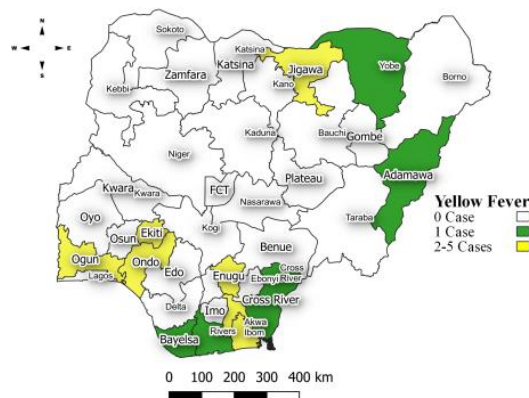 N
W E
S
Sokoto
Katsina
Zamfara
Katsina
Jigawa
Yobe
Borno
Kebbi
Kano
Kaduna
Bauchi
Gombe
Niger
Adamawa
Plateau
Kwara
Kwara
FCT
Nasarawa
Yellow Fever
0 Case
1 Case
2-5 Cases
Oyo
Taraba
Osun
Ekiti
Kogi
Benue
Ogun
Ondo
Edo
Enugu
Ebonyi
Cross
River
Lagos
Delta
Imo
Cross River
Bayelsa
Rivers
Akwa
Ibom
0 100 200 300 400 km